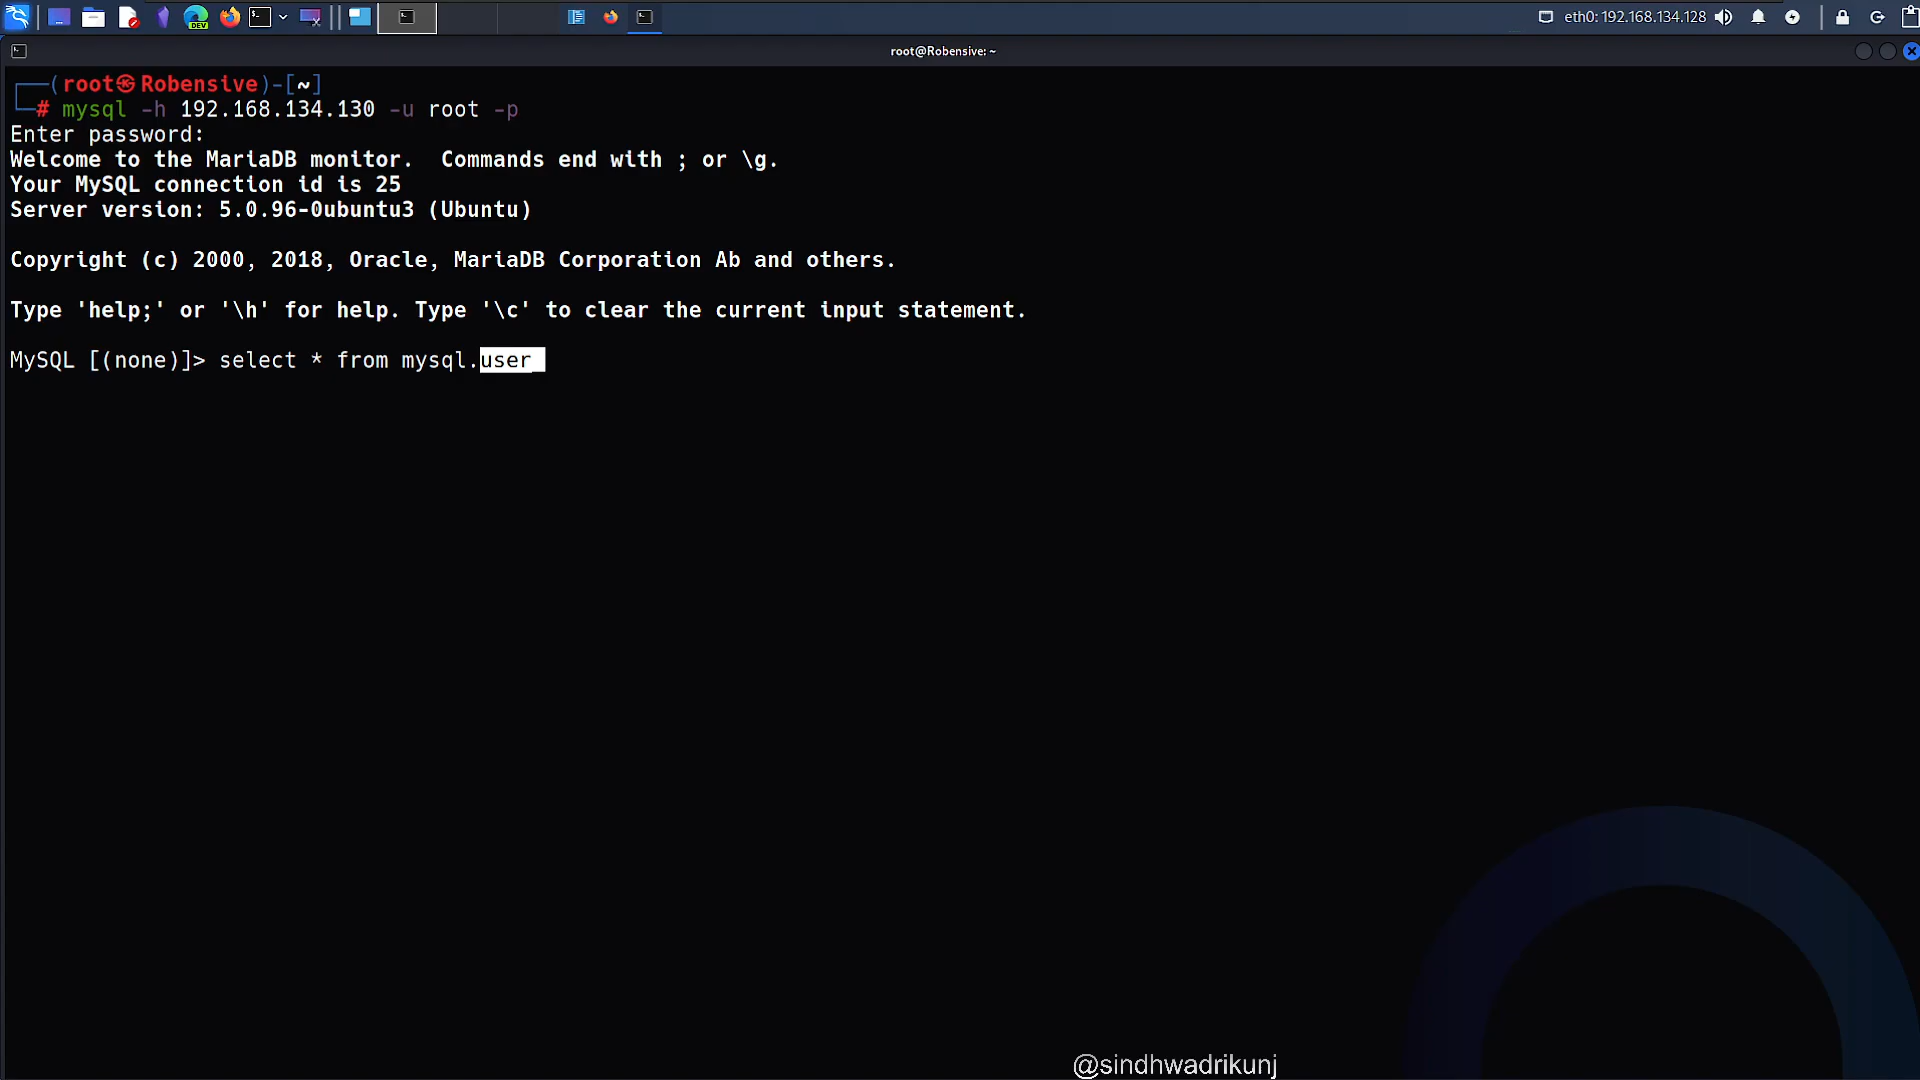 eth0: 192.168.134.128
root@Robensive: ~
(root㉿Robensive)-[~]
# mysql -h 192.168.134.130 -u root -p
Enter password:
Welcome to the MariaDB monitor.  Commands end with ; or \g.
Your MySQL connection id is 25
Server version: 5.0.96-0ubuntu3 (Ubuntu)
Copyright (c) 2000, 2018, Oracle, MariaDB Corporation Ab and others.
Type 'help;' or '\h' for help. Type '\c' to clear the current input statement.
MySQL [(none)]> select * from mysql.user
@sindhwadrikunj